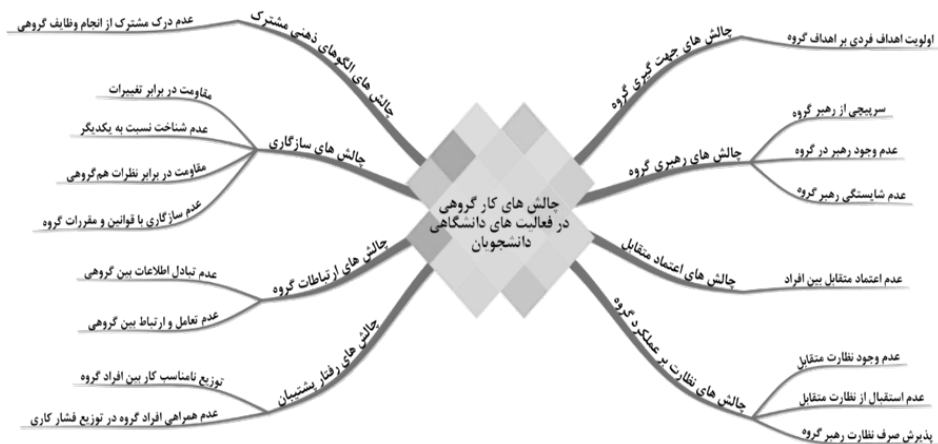 چالش های کار گروهی
در فعالیت های دانشگاهی
دانشجویان
چالش های جهت گیری گروه
اولویت اهداف فردی بر اهداف گروه
چالش های رهبری گروه
سرپیچی از رهبر گروه
عدم وجود رهبر در گروه
عدم شایستگی رهبر گروه
چالش های اعتماد متقابل
عدم اعتماد متقابل بین افراد
چالش های نظارت بر عملکرد گروه
عدم وجود نظارت متقابل
عدم استقبال از نظارت متقابل
پذیرش صرف نظارت رهبر گروه
چالش های الگوهای ذهنی مشترک
عدم درک مشترک از انجام وظایف گروهی
چالش های سازگاری
مقاومت در برابر تغییرات
عدم شناخت نسبت به یکدیگر
مقاومت در برابر نظرات هم‌گروهی
عدم سازگاری با قوانین و مقررات گروه
چالش های ارتباطات گروه
عدم تبادل اطلاعات بین گروهی
عدم تعامل و ارتباط بین گروهی
چالش های رفتار پشتیبان
توزیع نامناسب کار بین افراد گروه
عدم همراهی افراد گروه در توزیع فشار کاری